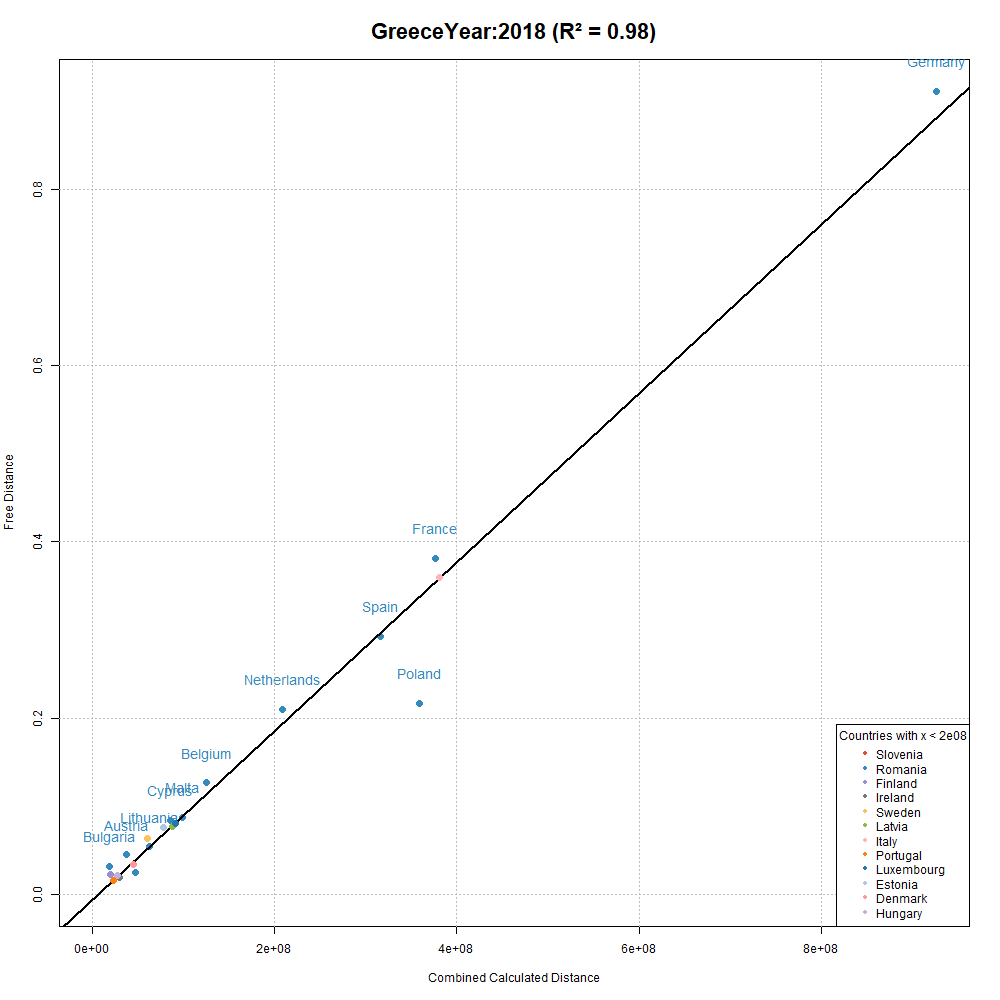 GreeceYear:2018 (R² = 0.98)
Germany
0.8
0.6
Free Distance
France
0.4
Spain
Poland
Netherlands
0.2
Belgium
Malta
Cyprus
Lithuania
Austria
Bulgaria
0.0
Countries with x < 2e08
Slovenia
Romania
Finland
Ireland
Sweden
Latvia
Italy
Portugal
Luxembourg
Estonia
Denmark
Hungary
0e+00 2e+08 4e+08 6e+08 8e+08
Combined Calculated Distance